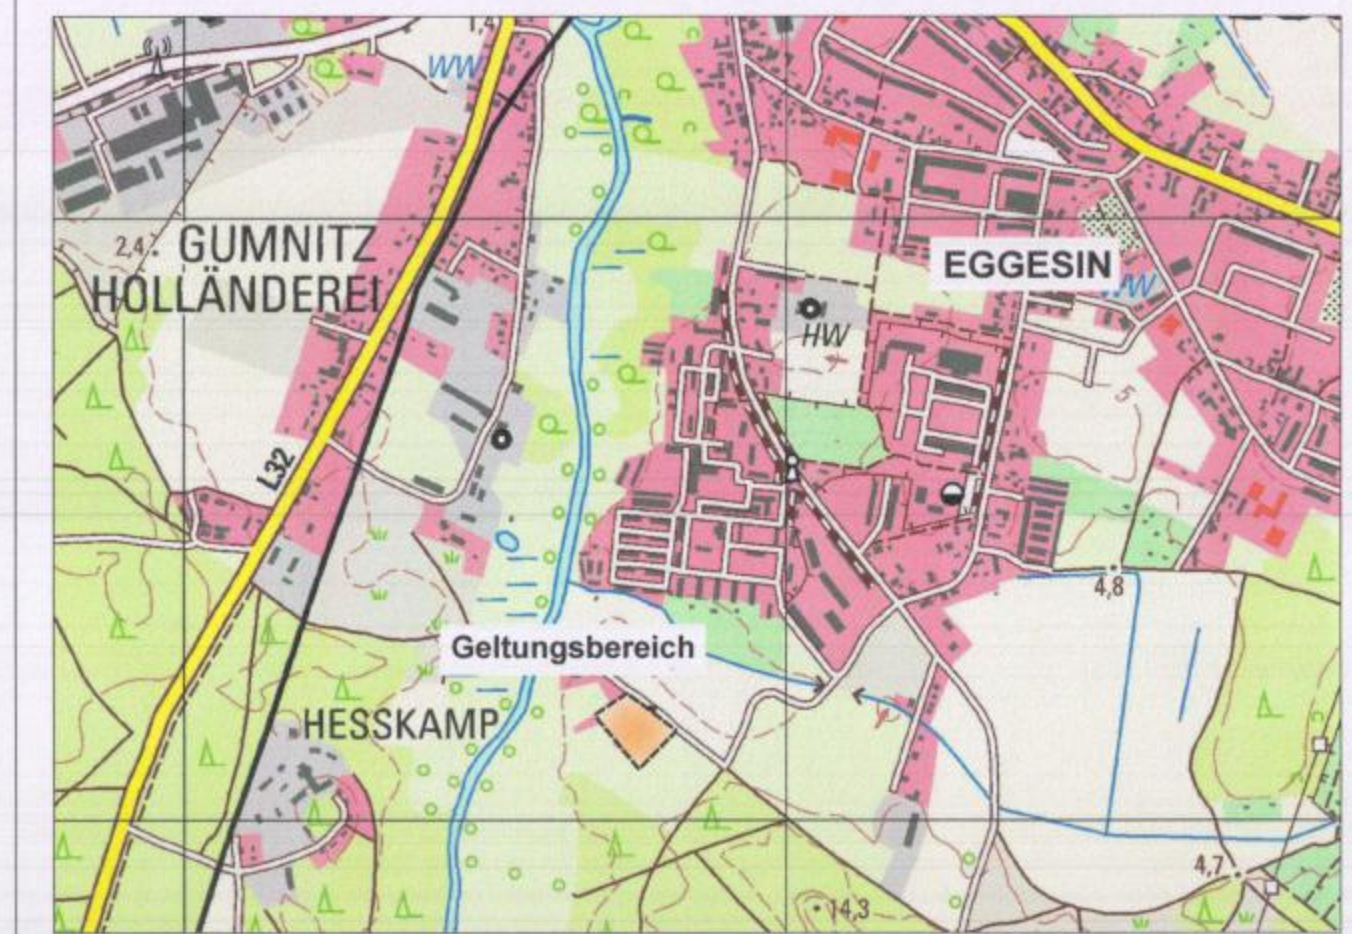 WW
2,4
GUMNITZ
HOLLÄNDEREI
EGGESIN
WW
HW
5
L32
4,8
Geltungsbereich
HESSKAMP
4,7
14,3